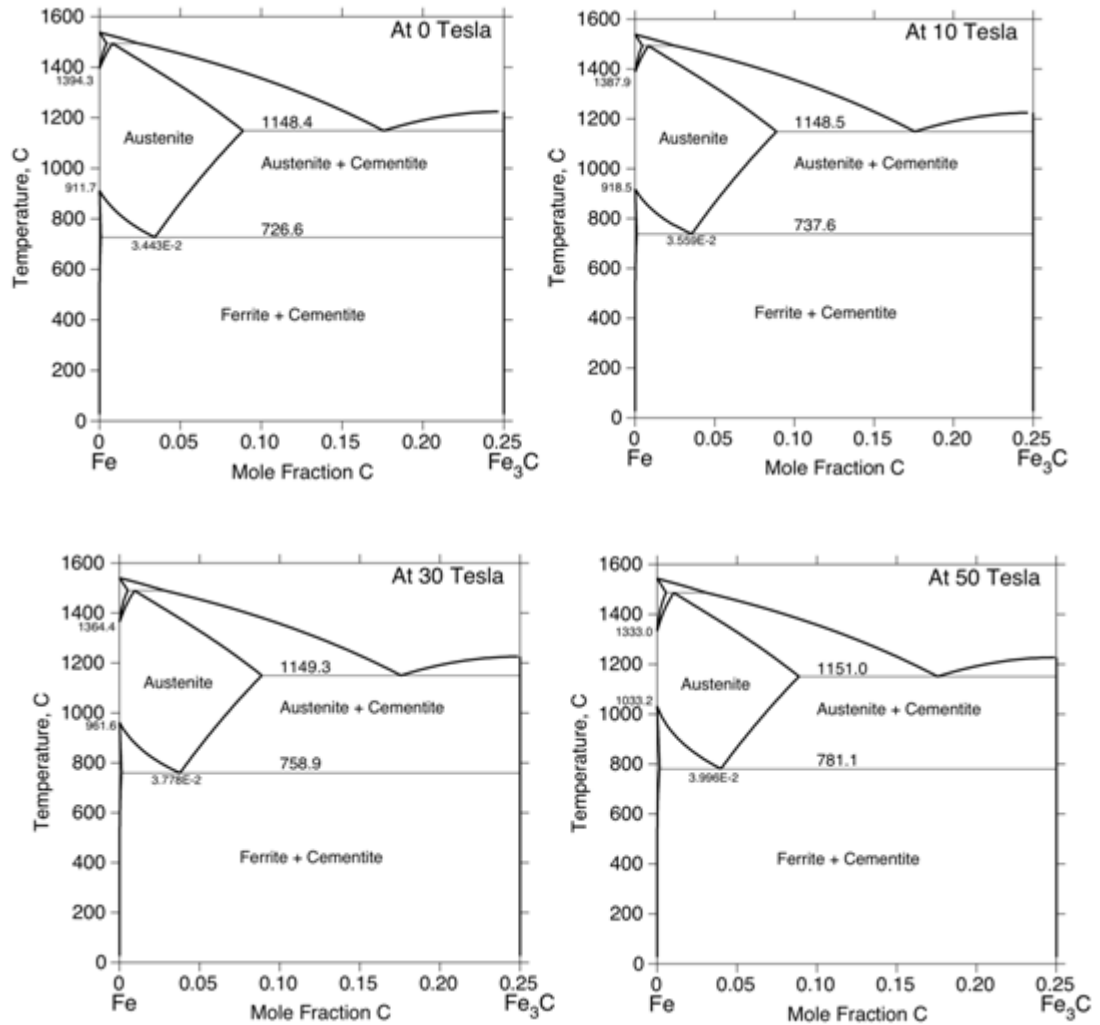 At 0 Tesla
1600
1400
1394.3
1200
1148.4
Austenite
Austenite + Cementite
1000
911.7
800
726.6
3.443E-2
600
Ferrite + Cementite
400
200
0
Temperature, C
0 0.05 0.10 0.15 0.20 0.25
Fe Mole Fraction C Fe₃C
At 10 Tesla
1600
1400
1387.9
1200
1148.5
Austenite
Austenite + Cementite
1000
918.5
800
737.6
3.559E-2
600
Ferrite + Cementite
400
200
0
Temperature, C
0 0.05 0.10 0.15 0.20 0.25
Fe Mole Fraction C Fe₃C
At 30 Tesla
1600
1400
1364.4
1200
1149.3
Austenite
Austenite + Cementite
1000
961.6
800
758.9
3.778E-2
600
Ferrite + Cementite
400
200
0
Temperature, C
0 0.05 0.10 0.15 0.20 0.25
Fe Mole Fraction C Fe₃C
At 50 Tesla
1600
1400
1333.0
1200
1151.0
Austenite
1033.2
Austenite + Cementite
1000
800
781.1
3.996E-2
600
Ferrite + Cementite
400
200
0
Temperature, C
0 0.05 0.10 0.15 0.20 0.25
Fe Mole Fraction C Fe₃C